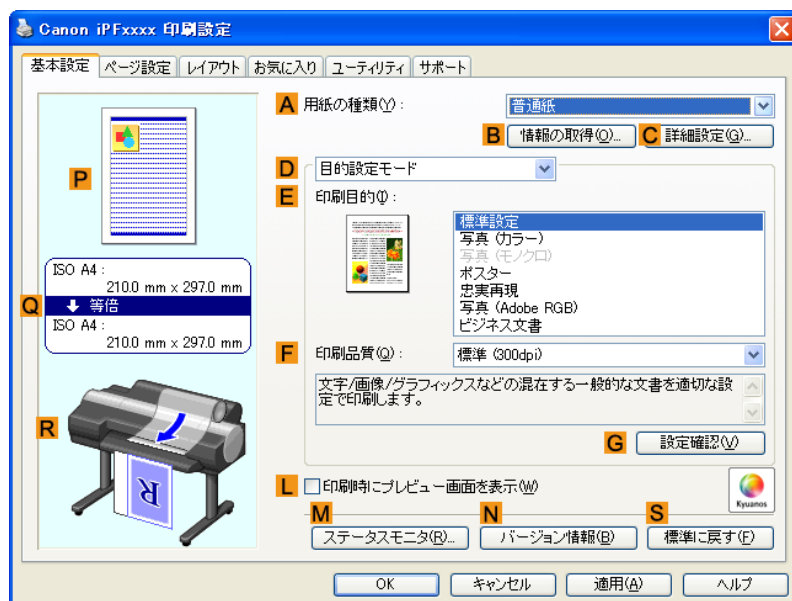 Canon iPFxxxx 印刷設定
基本設定 ページ設定 レイアウト お気に入り ユーティリティ サポート
A 用紙の種類(Y): 普通紙
B 情報の取得(O)... C 詳細設定(G)...
D 目的設定モード
E 印刷目的(I):
標準設定
写真 (カラー)
写真 (モノクロ)
ポスター
忠実再現
写真 (Adobe RGB)
ビジネス文書
F 印刷品質(Q): 標準 (300dpi)
文字/画像/グラフィックスなどの混在する一般的な文書を適切な設
定で印刷します。
G 設定確認(V)
P
Q
ISO A4 :
210.0 mm x 297.0 mm
等倍
ISO A4 :
210.0 mm x 297.0 mm
R
R
L 印刷時にプレビュー画面を表示(W)
Kyuanos
M N S
ステータスモニタ(R)... バージョン情報(B) 標準に戻す(F)
OK キャンセル 適用(A) ヘルプ